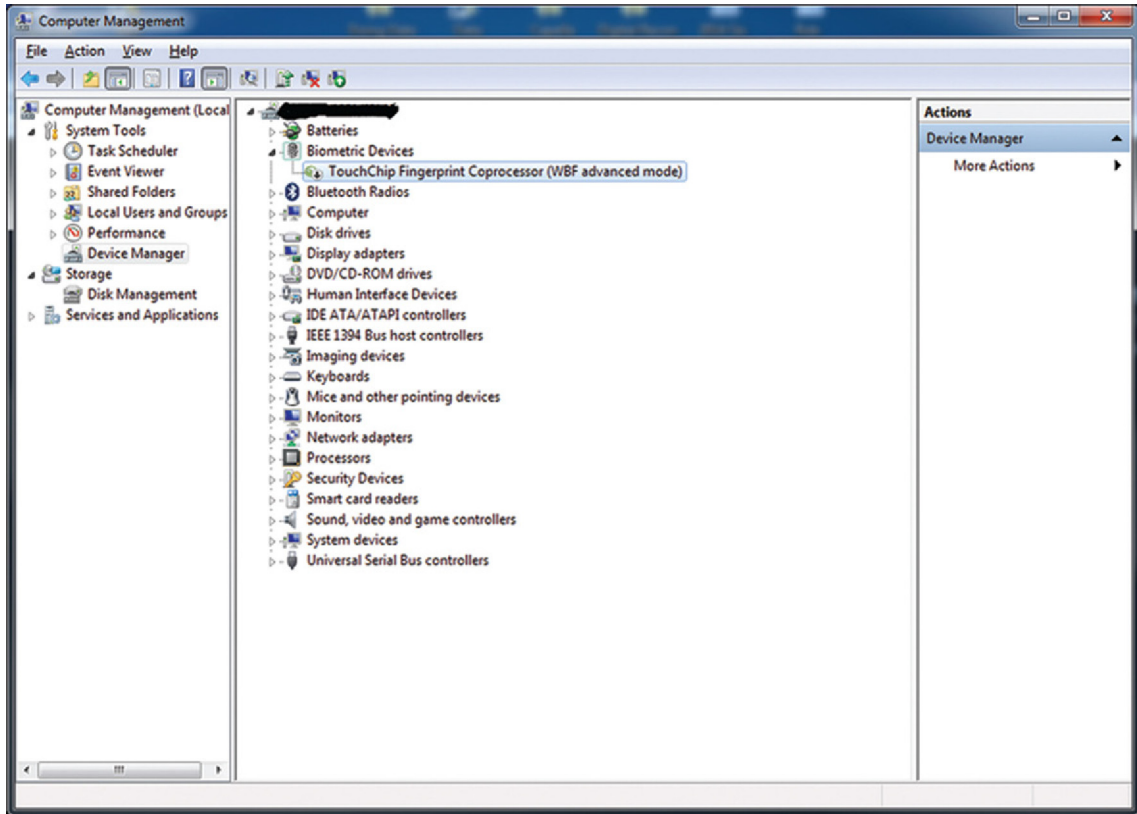 Computer Management
File Action View Help
Computer Management (Local
System Tools
Task Scheduler
Event Viewer
Shared Folders
Local Users and Groups
Performance
Device Manager
Storage
Disk Management
Services and Applications
Batteries
Biometric Devices
TouchChip Fingerprint Coprocessor (WBF advanced mode)
Bluetooth Radios
Computer
Disk drives
Display adapters
DVD/CD-ROM drives
Human Interface Devices
IDE ATA/ATAPI controllers
IEEE 1394 Bus host controllers
Imaging devices
Keyboards
Mice and other pointing devices
Monitors
Network adapters
Processors
Security Devices
Smart card readers
Sound, video and game controllers
System devices
Universal Serial Bus controllers
Actions
Device Manager
More Actions